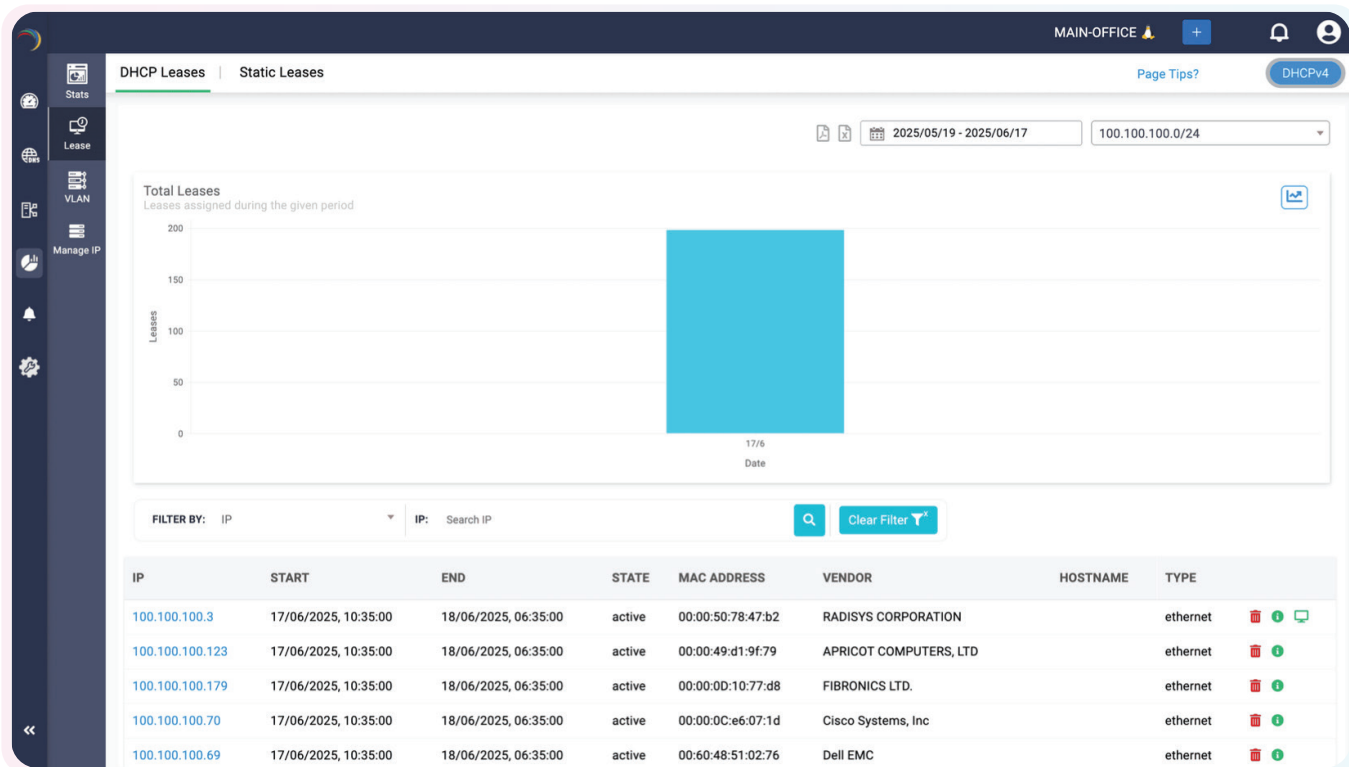 MAIN-OFFICE +
DHCP Leases | Static Leases Page Tips? DHCPv4
Stats
DNS
Lease
VLAN
Manage IP
2025/05/19 - 2025/06/17 100.100.100.0/24
Total Leases
Leases assigned during the given period
200
150
100
50
0
Leases
17/6
Date
FILTER BY: IP IP: Search IP Clear Filter x
IP START END STATE MAC ADDRESS VENDOR HOSTNAME TYPE
100.100.100.3 17/06/2025, 10:35:00 18/06/2025, 06:35:00 active 00:00:50:78:47:b2 RADISYS CORPORATION ethernet
100.100.100.123 17/06/2025, 10:35:00 18/06/2025, 06:35:00 active 00:00:49:d1:9f:79 APRICOT COMPUTERS, LTD ethernet
100.100.100.179 17/06/2025, 10:35:00 18/06/2025, 06:35:00 active 00:00:0D:10:77:d8 FIBRONICS LTD. ethernet
100.100.100.70 17/06/2025, 10:35:00 18/06/2025, 06:35:00 active 00:00:0C:e6:07:1d Cisco Systems, Inc ethernet
100.100.100.69 17/06/2025, 10:35:00 18/06/2025, 06:35:00 active 00:60:48:51:02:76 Dell EMC ethernet